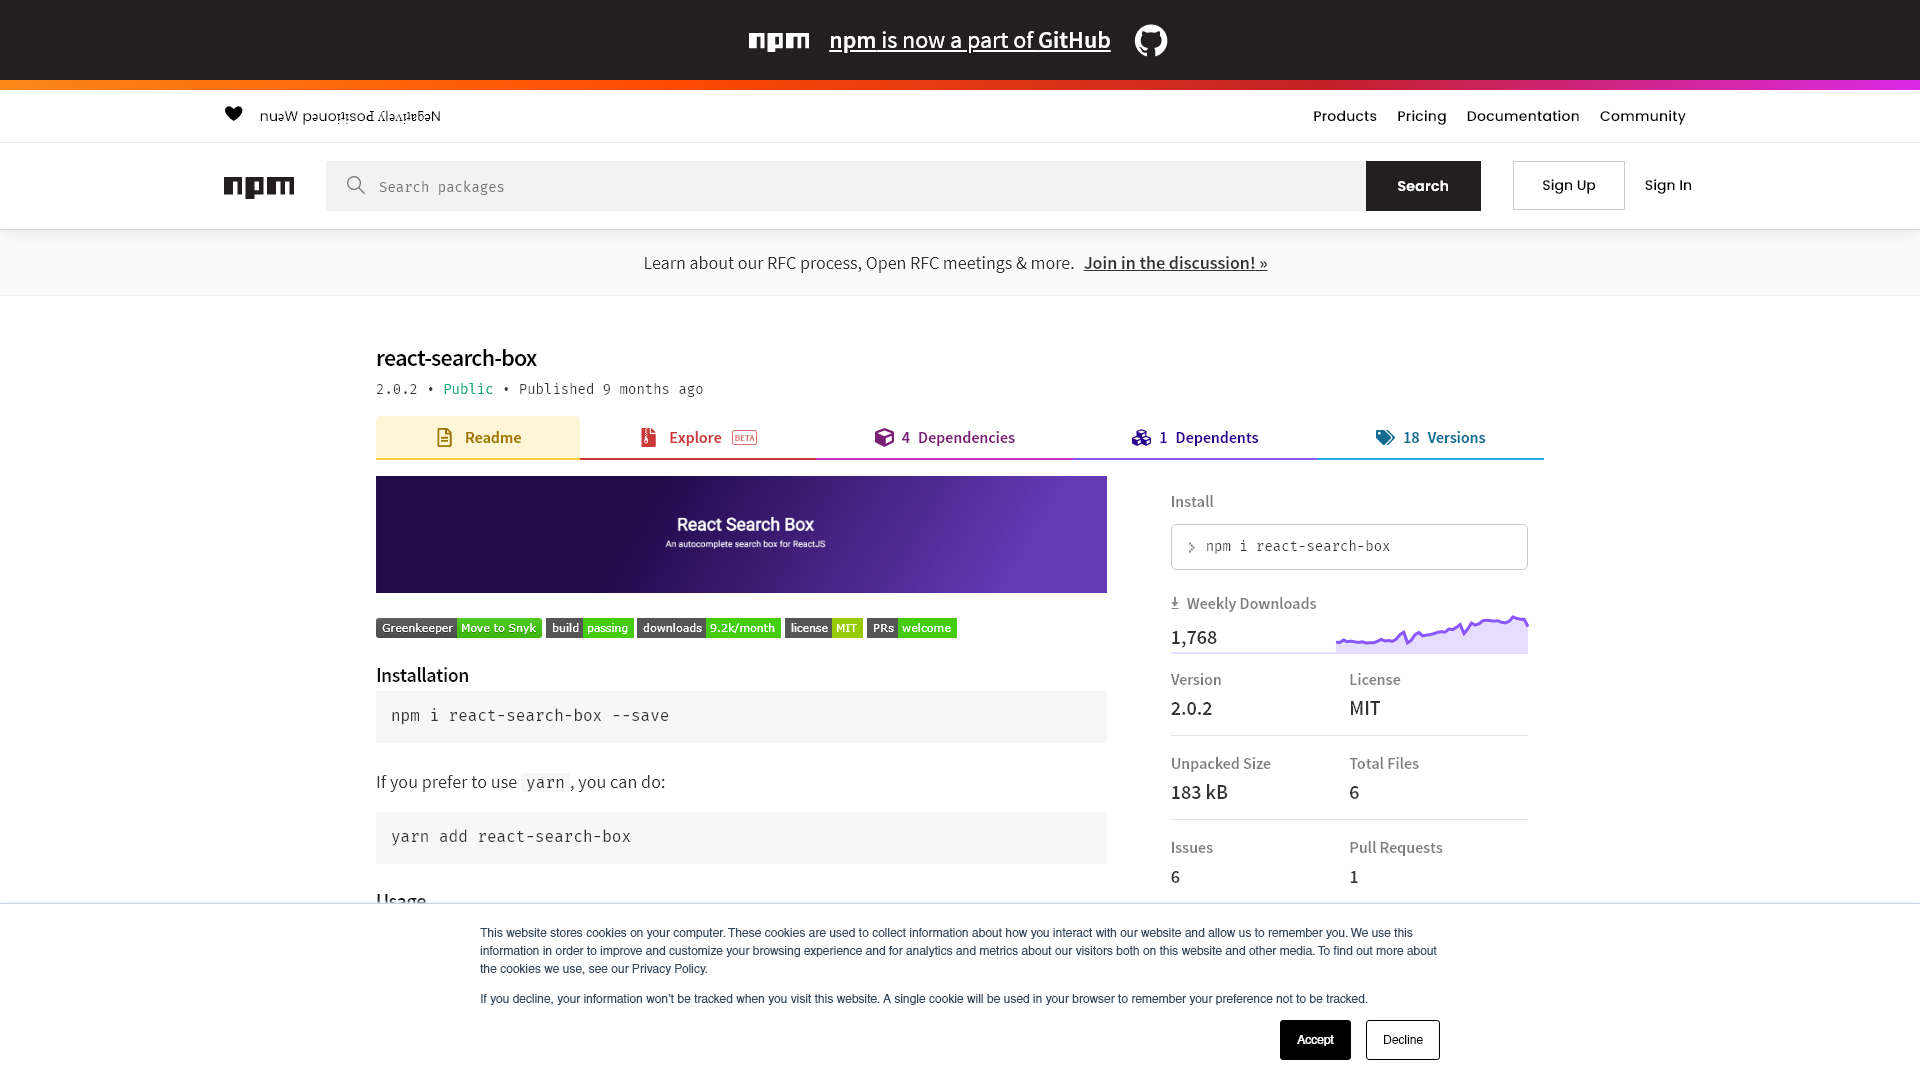 npm npm is now a part of GitHub
Negatively Positioned Menu
Products Pricing Documentation Community
npm Search packages Search Sign Up Sign In
Learn about our RFC process, Open RFC meetings & more. Join in the discussion! »
react-search-box
2.0.2 • Public • Published 9 months ago
Readme Explore BETA 4 Dependencies 1 Dependents 18 Versions
React Search Box
An autocomplete search box for ReactJS
Greenkeeper Move to Snyk build passing downloads 9.2k/month license MIT PRs welcome
Installation
npm i react-search-box --save
If you prefer to use yarn, you can do:
yarn add react-search-box
Usage
Install
npm i react-search-box
Weekly Downloads
1,768
Version License
2.0.2 MIT
Unpacked Size Total Files
183 kB 6
Issues Pull Requests
6 1
This website stores cookies on your computer. These cookies are used to collect information about how you interact with our website and allow us to remember you. We use this
information in order to improve and customize your browsing experience and for analytics and metrics about our visitors both on this website and other media. To find out more about
the cookies we use, see our Privacy Policy.
If you decline, your information won't be tracked when you visit this website. A single cookie will be used in your browser to remember your preference not to be tracked.
Accept Decline